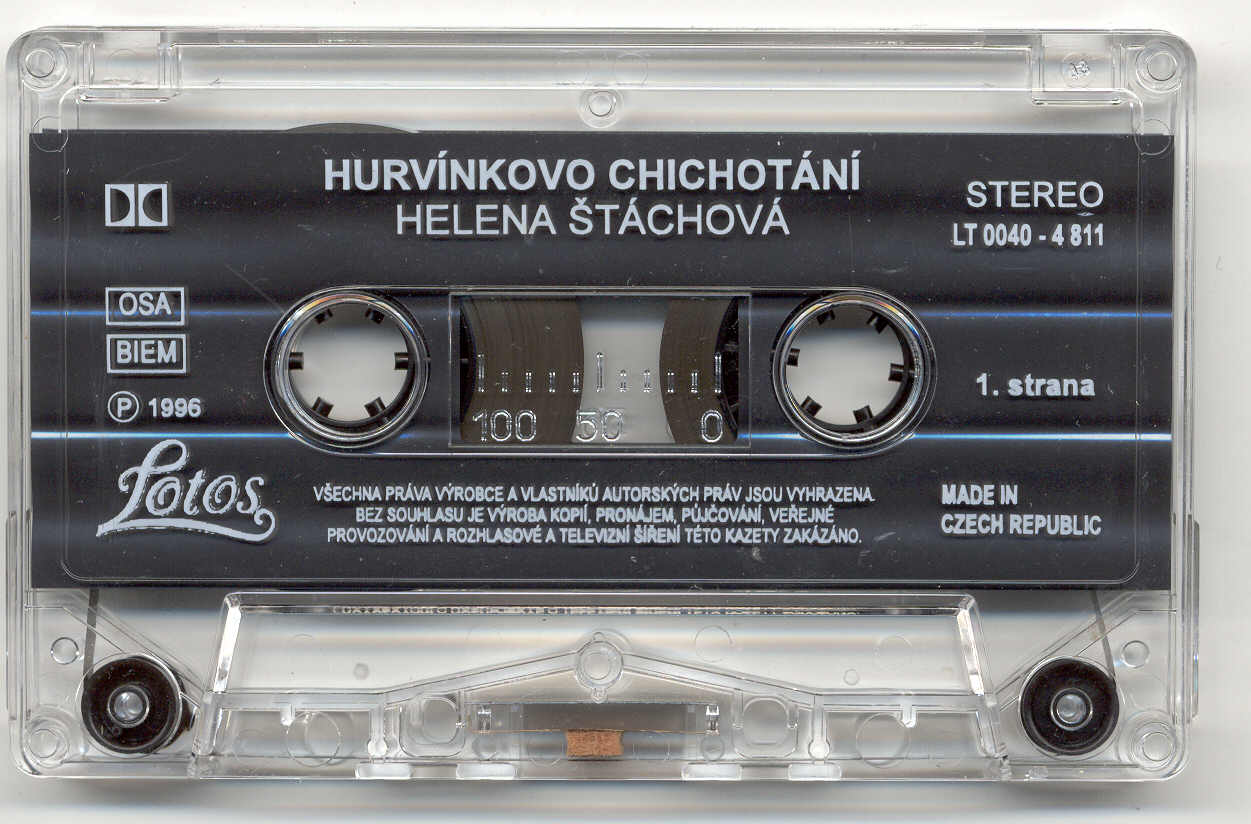 HURVÍNKOVO CHICHOTÁNÍ
HELENA ŠTÁCHOVÁ
STEREO
LT 0040 - 4 811
OSA
BIEM
Ⓟ 1996
100 50 0
1. strana
Lotos
VŠECHNA PRÁVA VÝROBCE A VLASTNÍKŮ AUTORSKÝCH PRÁV JSOU VYHRAZENA.
BEZ SOUHLASU JE VÝROBA KOPIÍ, PRONÁJEM, PŮJČOVÁNÍ, VEŘEJNÉ
PROVOZOVÁNÍ A ROZHLASOVÉ A TELEVIZNÍ ŠÍŘENÍ TÉTO KAZETY ZAKÁZÁNO.
MADE IN
CZECH REPUBLIC